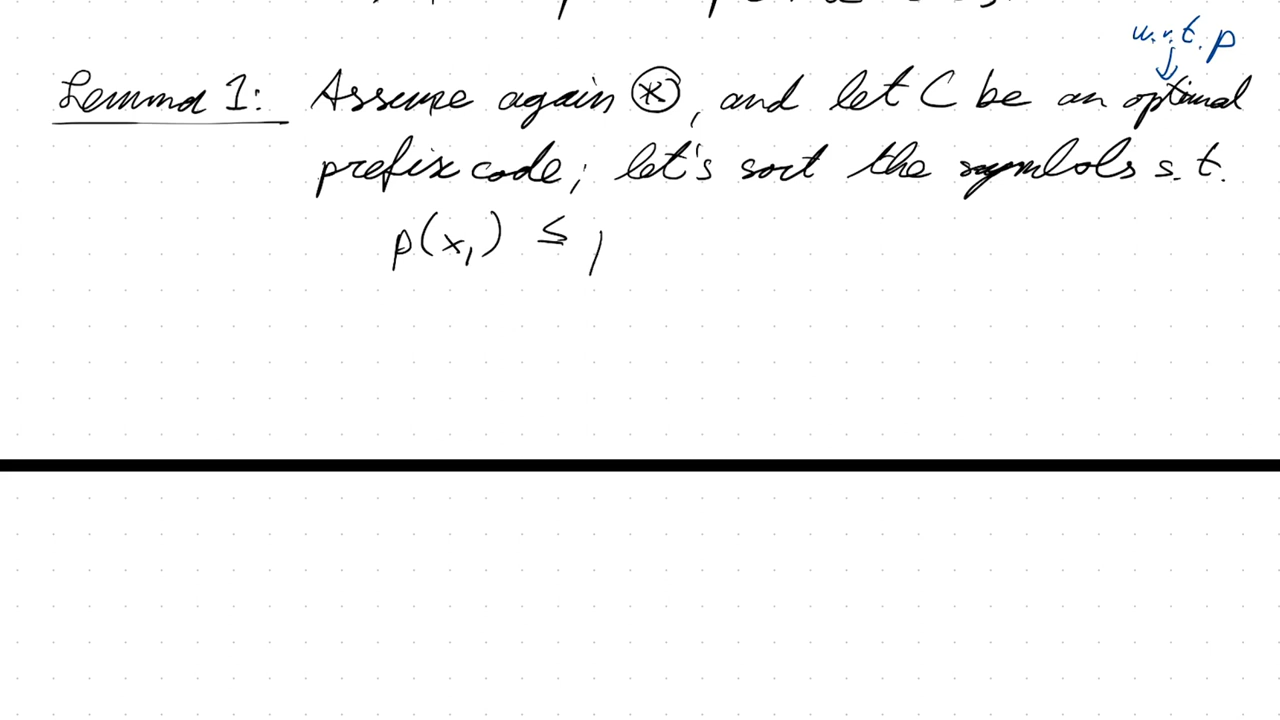 w.r.t. p
Lemma 1: Assume again ⊛, and let C be an optimal
prefix code; let's sort the symbols s.t.
p(x₁) ≤